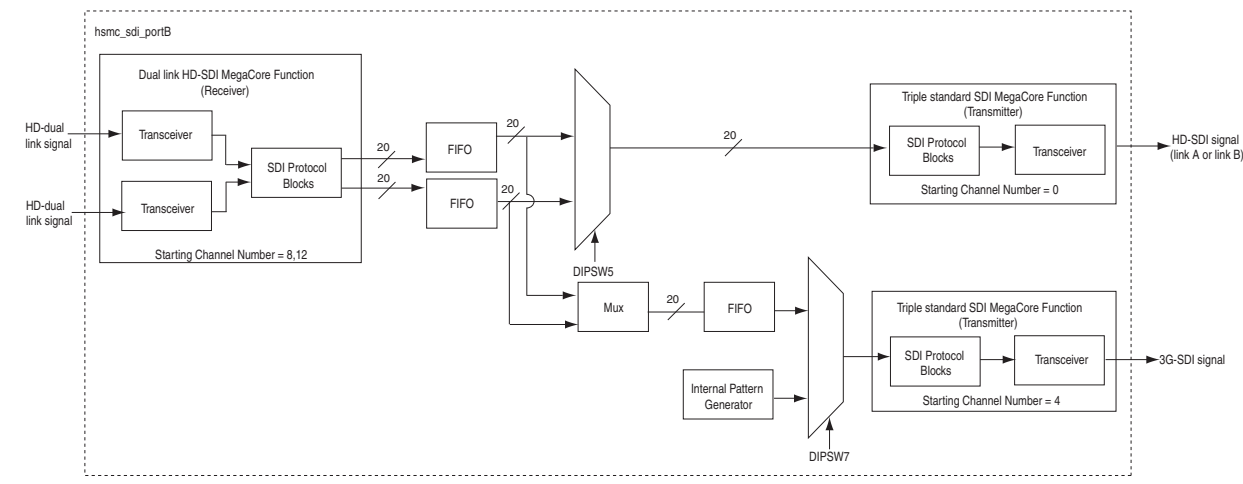 hsmc_sdi_portB
Dual link HD-SDI MegaCore Function
(Receiver)
HD-dual
link signal
Transceiver
HD-dual
link signal
Transceiver
SDI Protocol
Blocks
Starting Channel Number = 8,12
20
20
FIFO
FIFO
20
20
DIPSW5
20
Triple standard SDI MegaCore Function
(Transmitter)
SDI Protocol
Blocks
Transceiver
Starting Channel Number = 0
HD-SDI signal
(link A or link B)
Mux
20
FIFO
Internal Pattern
Generator
DIPSW7
Triple standard SDI MegaCore Function
(Transmitter)
SDI Protocol
Blocks
Transceiver
Starting Channel Number = 4
3G-SDI signal